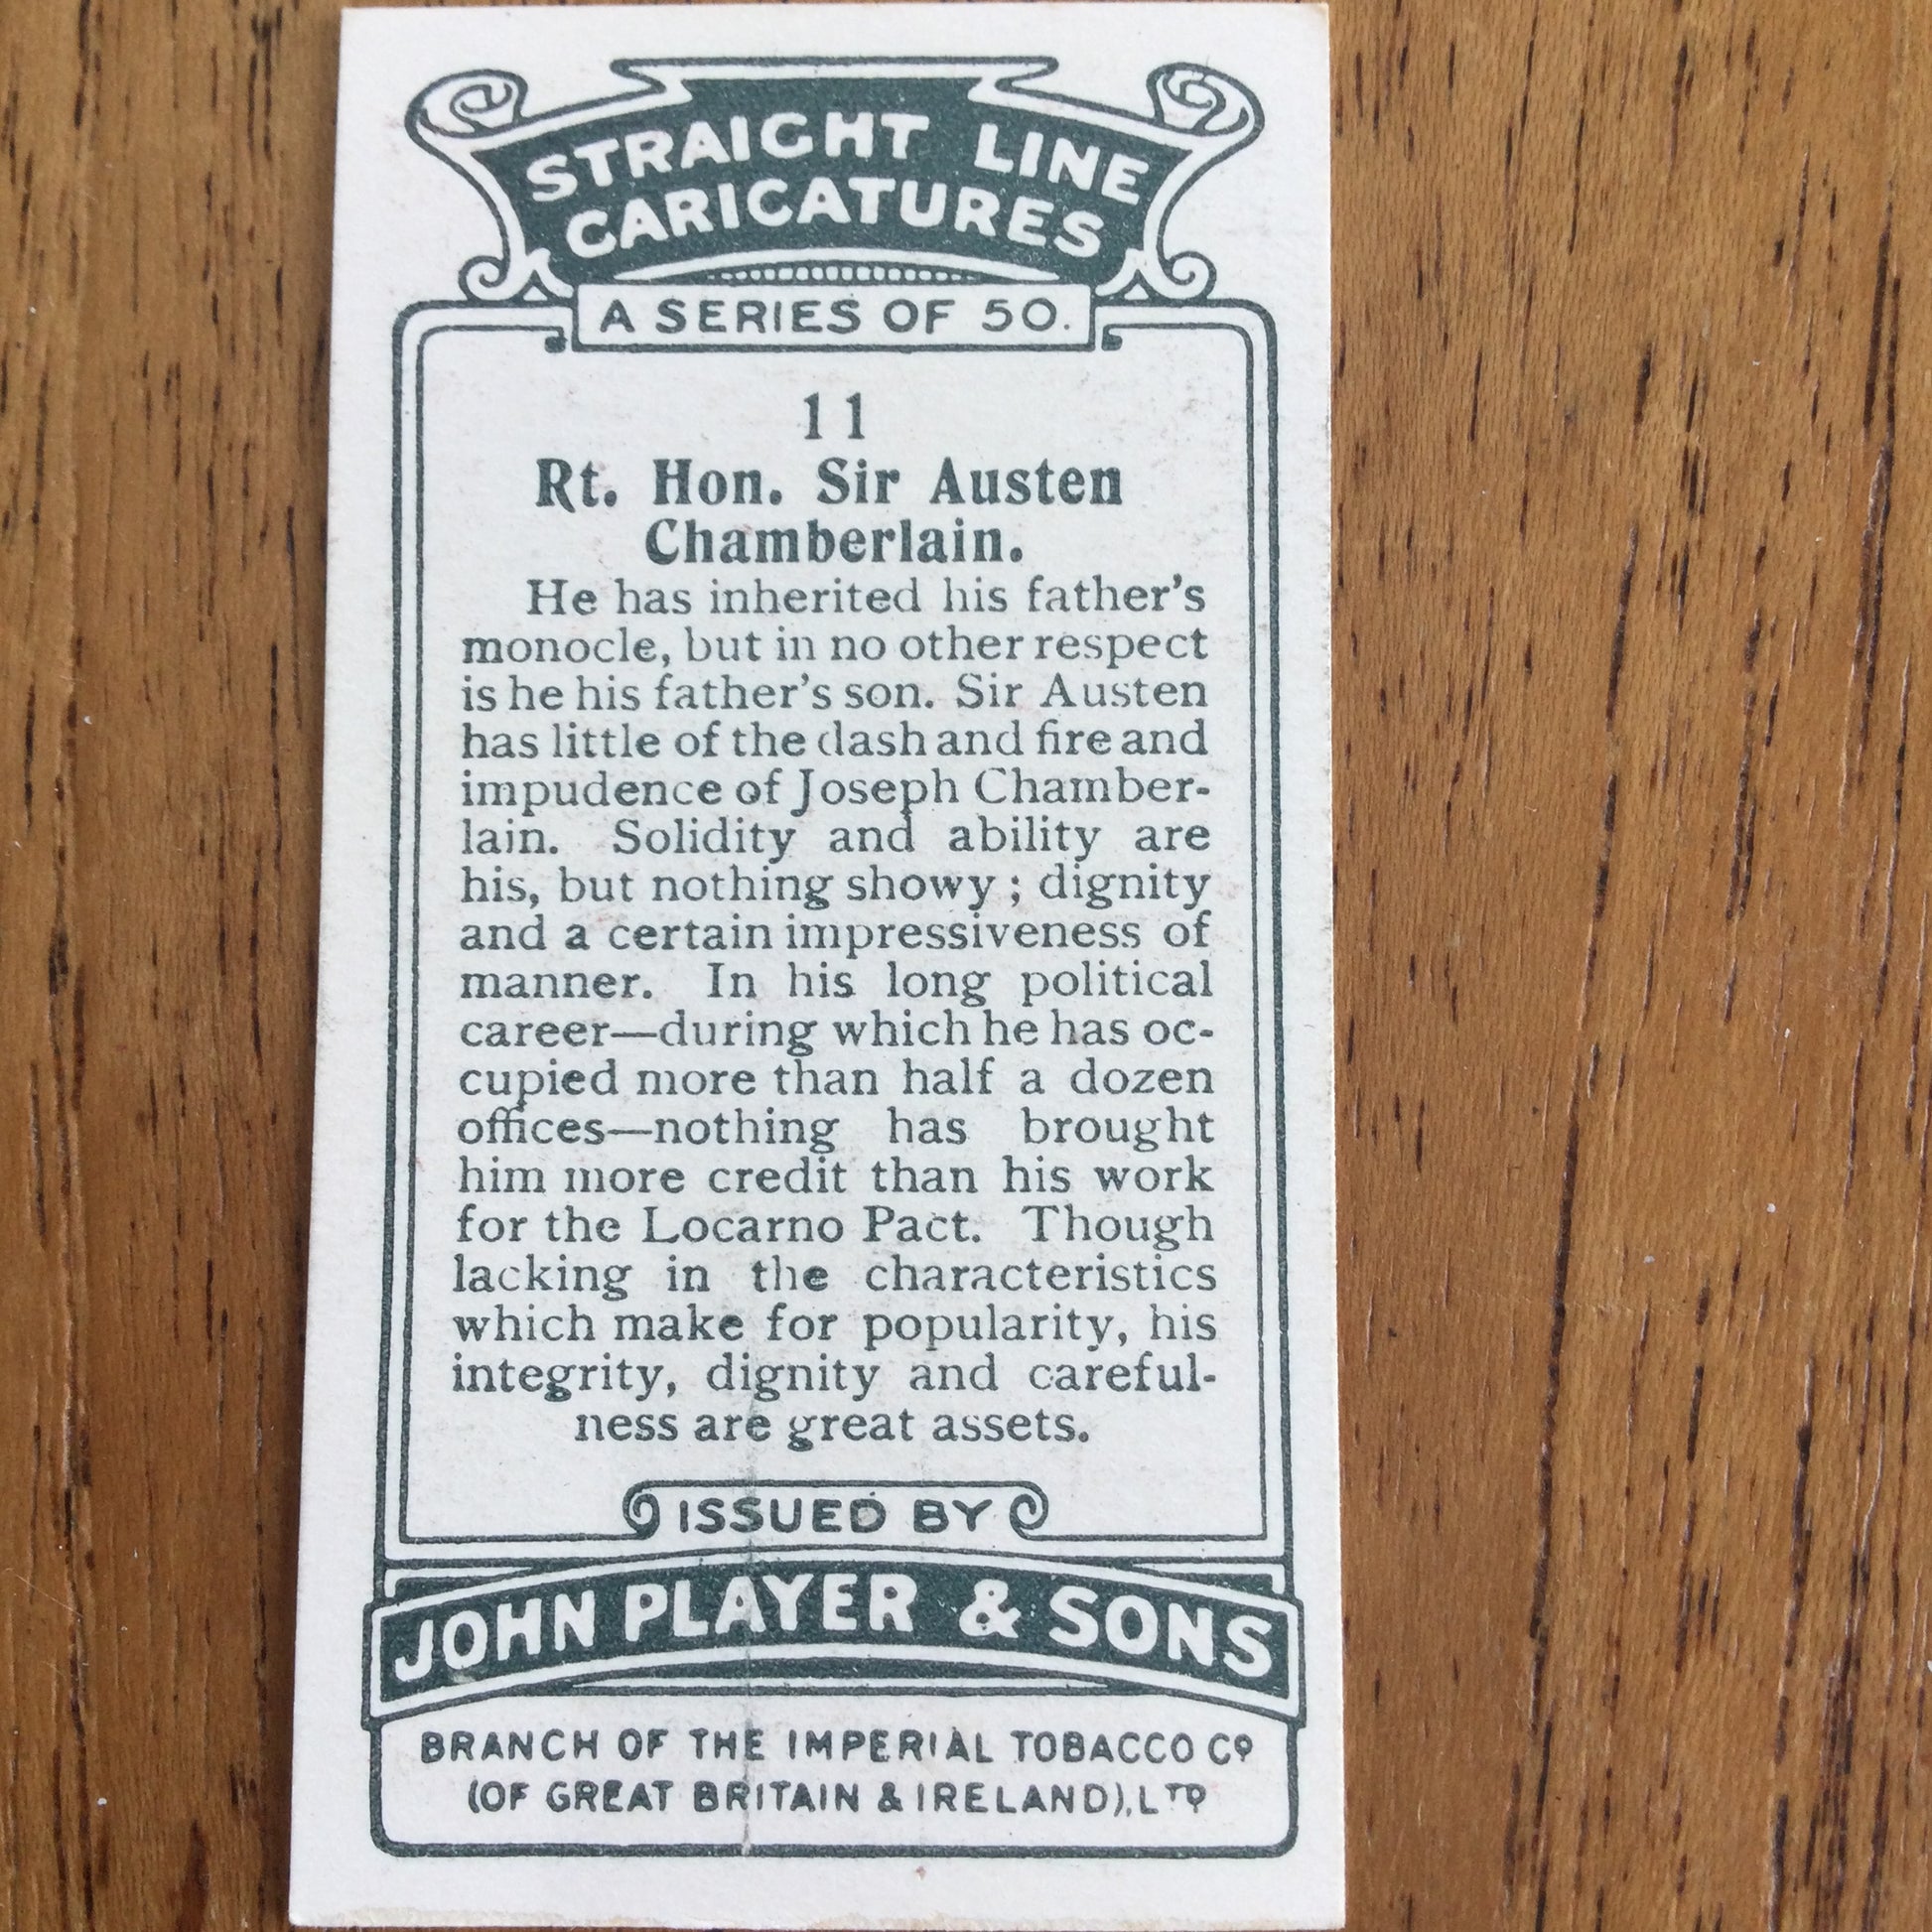 STRAIGHT LINE
CARICATURES
A SERIES OF 50.
11
Rt. Hon. Sir Austen
Chamberlain.
He has inherited his father's
monocle, but in no other respect
is he his father's son. Sir Austen
has little of the dash and fire and
impudence of Joseph Chamber-
lain. Solidity and ability are
his, but nothing showy ; dignity
and a certain impressiveness of
manner. In his long political
career—during which he has oc-
cupied more than half a dozen
offices—nothing has brought
him more credit than his work
for the Locarno Pact. Though
lacking in the characteristics
which make for popularity, his
integrity, dignity and careful-
ness are great assets.
ISSUED BY
JOHN PLAYER & SONS
BRANCH OF THE IMPERIAL TOBACCO Cº
(OF GREAT BRITAIN & IRELAND), LTD